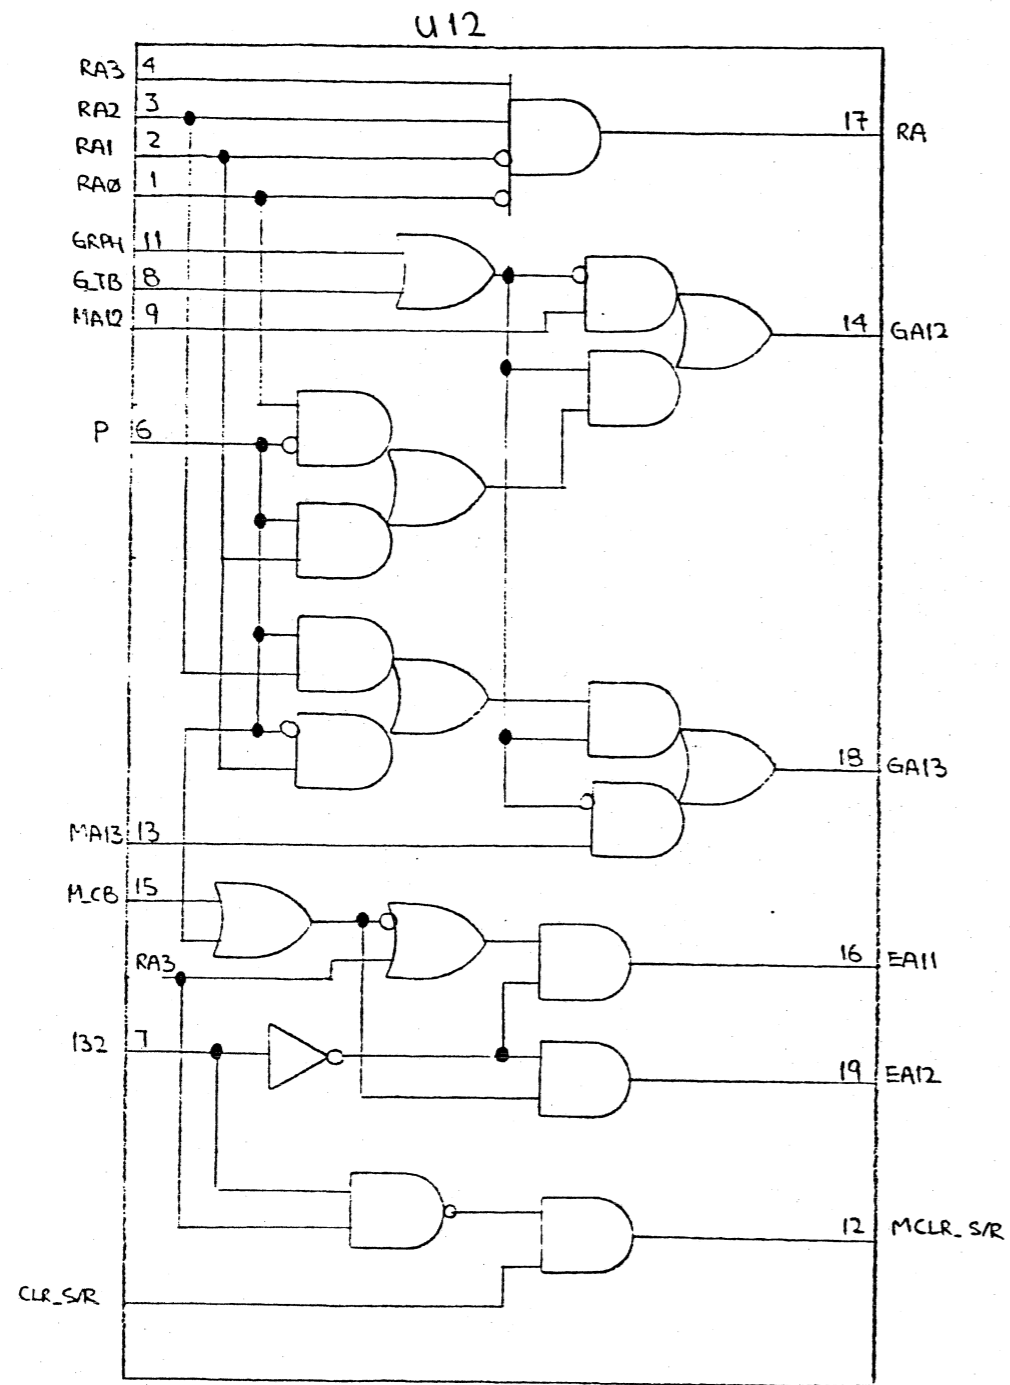 U12
RA3 4
RA2 3
RA1 2
RAØ 1
17 RA
GRPH 11
G_TB 8
MA12 9
14 GA12
P 6
18 GA13
MA13 13
M_CB 15
RA3
16 EA11
132 7
19 EA12
12 MCLR_S/R
CLR_S/R